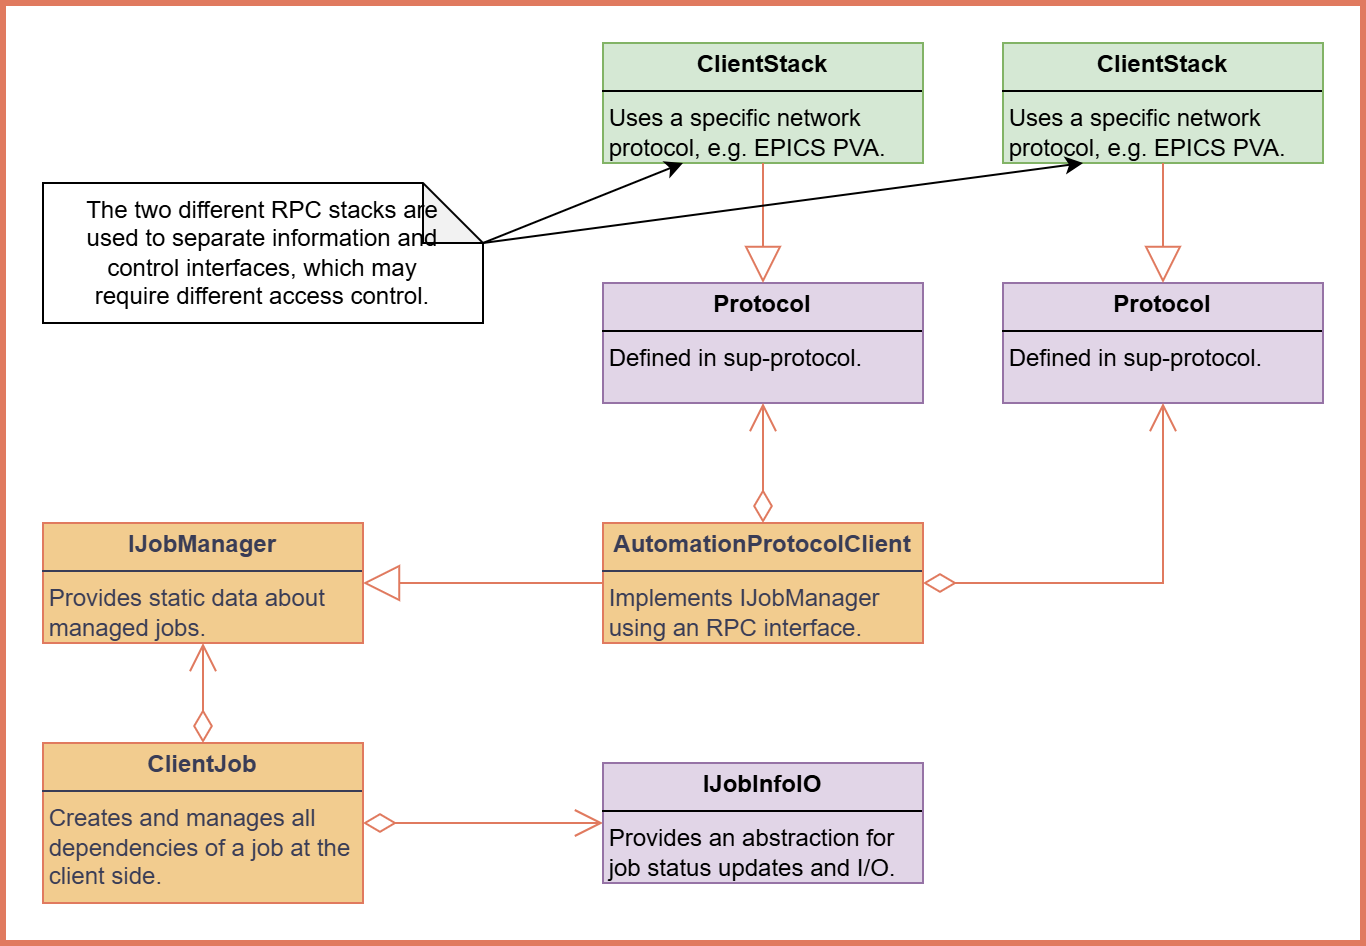 ClientStack
Uses a specific network
protocol, e.g. EPICS PVA.
ClientStack
Uses a specific network
protocol, e.g. EPICS PVA.
The two different RPC stacks are
used to separate information and
control interfaces, which may
require different access control.
Protocol
Defined in sup-protocol.
Protocol
Defined in sup-protocol.
IJobManager
Provides static data about
managed jobs.
AutomationProtocolClient
Implements IJobManager
using an RPC interface.
ClientJob
Creates and manages all
dependencies of a job at the
client side.
IJobInfoIO
Provides an abstraction for
job status updates and I/O.